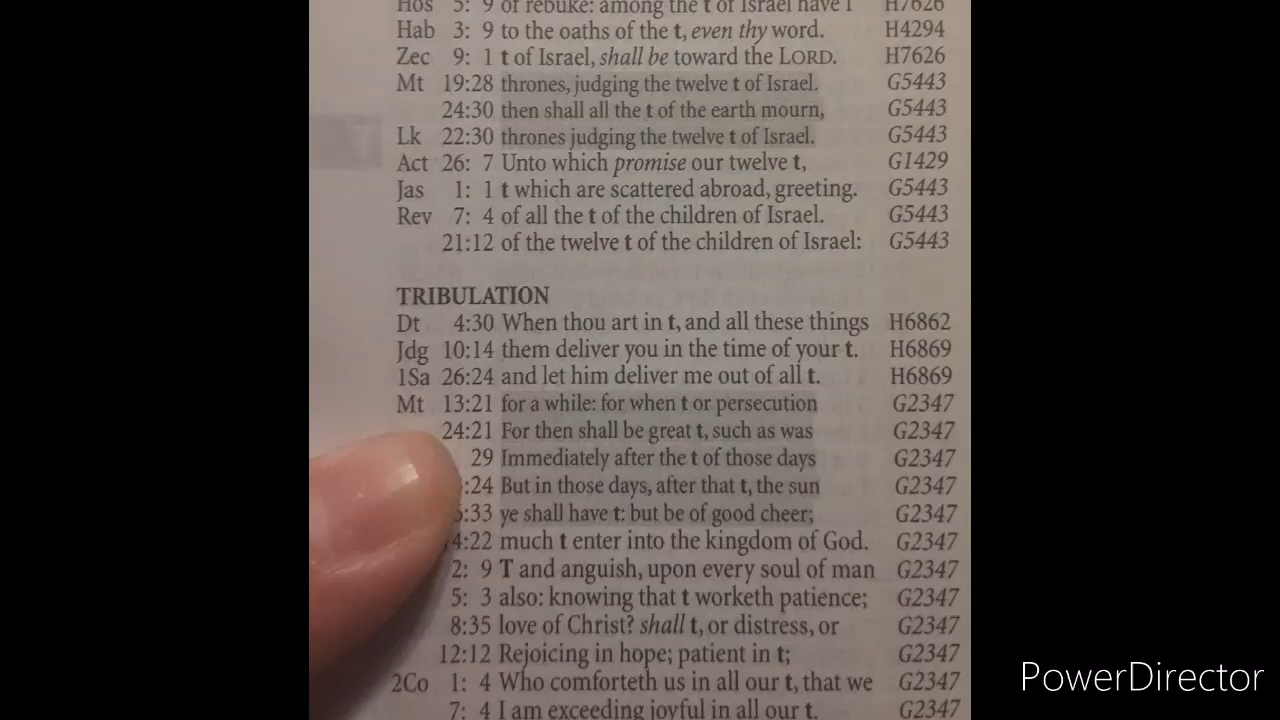 Hos 5: 9 of rebuke: among the t of Israel have I H7626
Hab 3: 9 to the oaths of the t, even thy word. H4294
Zec 9: 1 t of Israel, shall be toward the LORD. H7626
Mt 19:28 thrones, judging the twelve t of Israel. G5443
24:30 then shall all the t of the earth mourn, G5443
Lk 22:30 thrones judging the twelve t of Israel. G5443
Act 26: 7 Unto which promise our twelve t, G1429
Jas 1: 1 t which are scattered abroad, greeting. G5443
Rev 7: 4 of all the t of the children of Israel. G5443
21:12 of the twelve t of the children of Israel: G5443
TRIBULATION
Dt 4:30 When thou art in t, and all these things H6862
Jdg 10:14 them deliver you in the time of your t. H6869
1Sa 26:24 and let him deliver me out of all t. H6869
Mt 13:21 for a while: for when t or persecution G2347
24:21 For then shall be great t, such as was G2347
29 Immediately after the t of those days G2347
:24 But in those days, after that t, the sun G2347
:33 ye shall have t: but be of good cheer; G2347
4:22 much t enter into the kingdom of God. G2347
2: 9 T and anguish, upon every soul of man G2347
5: 3 also: knowing that t worketh patience; G2347
8:35 love of Christ? shall t, or distress, or G2347
12:12 Rejoicing in hope; patient in t; G2347
2Co 1: 4 Who comforteth us in all our t, that we G2347
7: 4 I am exceeding joyful in all our t. G2347
PowerDirector